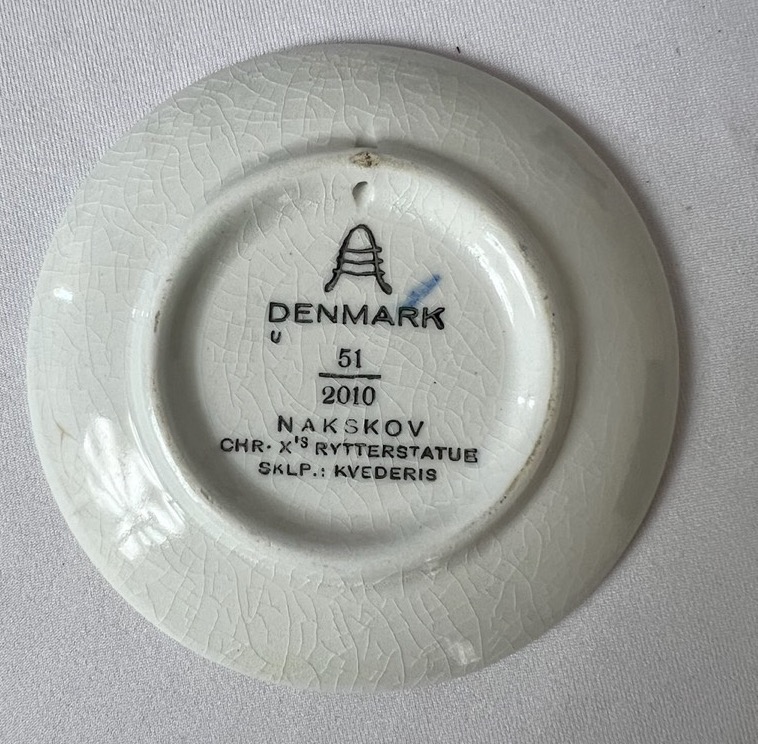 DENMARK
U
51
2010
NAKSKOV
CHR. X'S RYTTERSTATUE
SKLP.: KVEDERIS